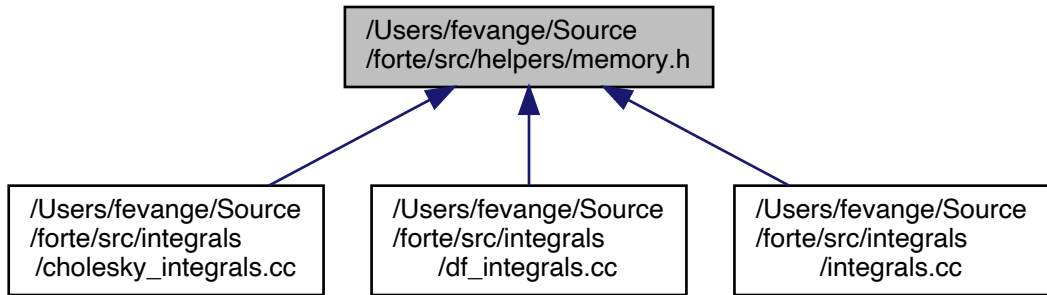 /Users/fevange/Source
/forte/src/helpers/memory.h
/Users/fevange/Source
/forte/src/integrals
/cholesky_integrals.cc
/Users/fevange/Source
/forte/src/integrals
/df_integrals.cc
/Users/fevange/Source
/forte/src/integrals
/integrals.cc